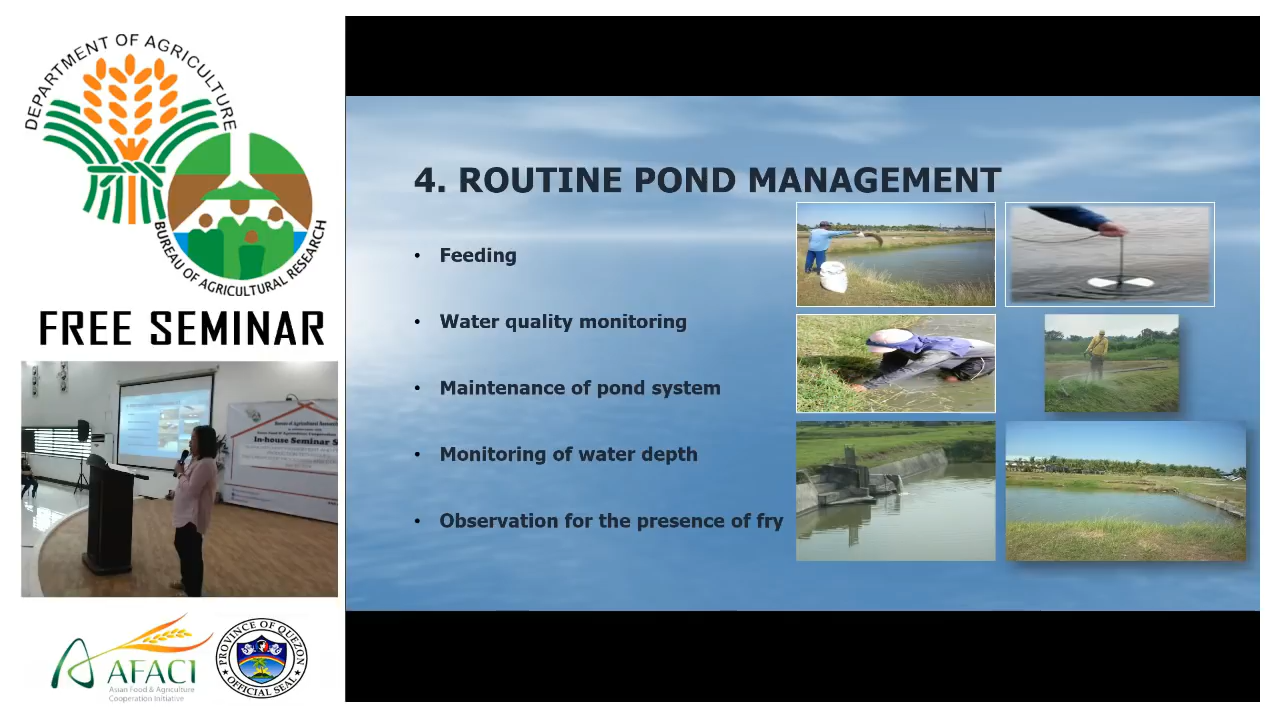 DEPARTMENT OF AGRICULTURE
BUREAU OF AGRICULTURAL RESEARCH
FREE SEMINAR
In-house Seminar
AFACI
Asian Food & Agriculture
Cooperation Initiative
PROVINCE OF QUEZON
OFFICIAL SEAL
4. ROUTINE POND MANAGEMENT
• Feeding
• Water quality monitoring
• Maintenance of pond system
• Monitoring of water depth
• Observation for the presence of fry